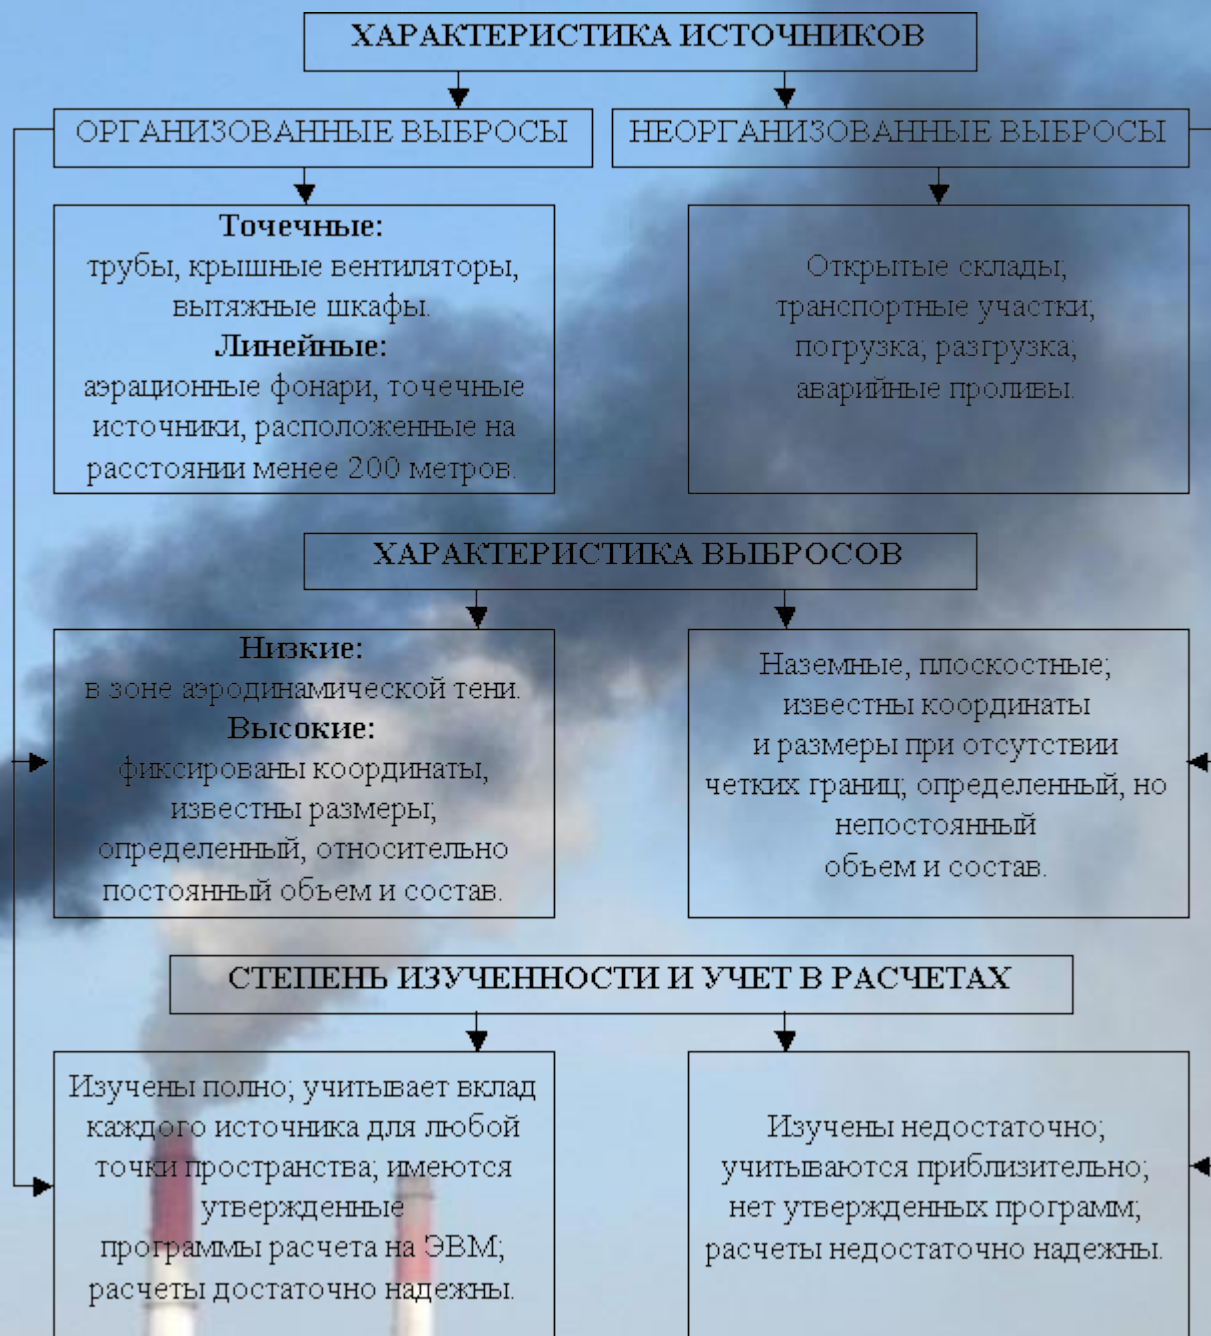 ХАРАКТЕРИСТИКА ИСТОЧНИКОВ
ОРГАНИЗОВАННЫЕ ВЫБРОСЫ
НЕОРГАНИЗОВАННЫЕ ВЫБРОСЫ
Точечные:
трубы, крышные вентиляторы,
вытяжные шкафы.
Линейные:
аэрационные фонари, точечные
источники, расположенные на
расстоянии менее 200 метров.
Открытые склады;
транспортные участки;
погрузка; разгрузка;
аварийные проливы.
ХАРАКТЕРИСТИКА ВЫБРОСОВ
Низкие:
в зоне аэродинамической тени.
Высокие:
фиксированы координаты,
известны размеры;
определенный, относительно
постоянный обьем и состав.
Наземные, плоскостные;
известны координаты
и размеры при отсутствии
четких границ; определенный, но
непостоянный
обьем и состав.
СТЕПЕНЬ ИЗУЧЕННОСТИ И УЧЕТ В РАСЧЕТАХ
Изучены полно; учитывает вклад
каждого источника для любой
точки пространства; имеются
утвержденные
программы расчета на ЭВМ;
расчеты достаточно надежны.
Изучены недостаточно;
учитываются приблизительно;
нет утвержденных программ;
расчеты недостаточно надежны.